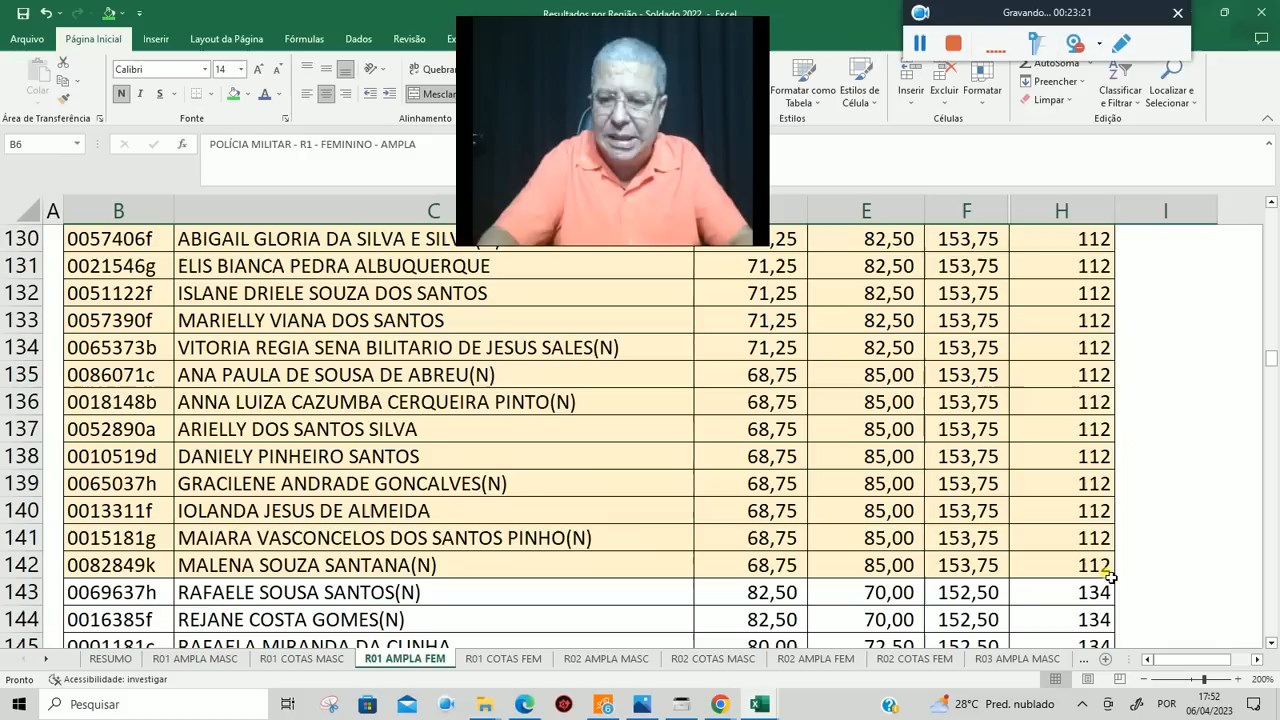 Resultados por Região - Soldado 2022 - Excel
Gravando... 00:23:21
Arquivo Página Inicial Inserir Layout da Página Fórmulas Dados Revisão
Colar
Calibri 14
Quebrar
Mesclar
N I S
Formatar como Tabela
Estilos de Célula
Inserir Excluir Formatar
AutoSoma
Preencher
Limpar
Classificar e Filtrar
Localizar e Selecionar
Área de Transferência Fonte Alinhamento Estilos Células Edição
B6 POLÍCIA MILITAR - R1 - FEMININO - AMPLA
A B C E F H I
130 0057406f ABIGAIL GLORIA DA SILVA E 82,50 153,75 112
131 0021546g ELIS BIANCA PEDRA ALBUQUERQUE 71,25 82,50 153,75 112
132 0051122f ISLANE DRIELE SOUZA DOS SANTOS 71,25 82,50 153,75 112
133 0057390f MARIELLY VIANA DOS SANTOS 71,25 82,50 153,75 112
134 0065373b VITORIA REGIA SENA BILITARIO DE JESUS SALES(N) 71,25 82,50 153,75 112
135 0086071c ANA PAULA DE SOUSA DE ABREU(N) 68,75 85,00 153,75 112
136 0018148b ANNA LUIZA CAZUMBA CERQUEIRA PINTO(N) 68,75 85,00 153,75 112
137 0052890a ARIELLY DOS SANTOS SILVA 68,75 85,00 153,75 112
138 0010519d DANIELY PINHEIRO SANTOS 68,75 85,00 153,75 112
139 0065037h GRACILENE ANDRADE GONCALVES(N) 68,75 85,00 153,75 112
140 0013311f IOLANDA JESUS DE ALMEIDA 68,75 85,00 153,75 112
141 0015181g MAIARA VASCONCELOS DOS SANTOS PINHO(N) 68,75 85,00 153,75 112
142 0082849k MALENA SOUZA SANTANA(N) 68,75 85,00 153,75 112
143 0069637h RAFAELE SOUSA SANTOS(N) 82,50 70,00 152,50 134
144 0016385f REJANE COSTA GOMES(N) 82,50 70,00 152,50 134
145 0001181c RAFAELA MIRANDA DA CUNHA 80,00 72,50 152,50 134
RESUMO R01 AMPLA MASC R01 COTAS MASC R01 AMPLA FEM R01 COTAS FEM R02 AMPLA MASC R02 COTAS MASC R02 AMPLA FEM R02 COTAS FEM R03 AMPLA MASC ...
Pronto Acessibilidade: investigar 200%
Pesquisar 28°C Pred. nublado POR 17:52
06/04/2023